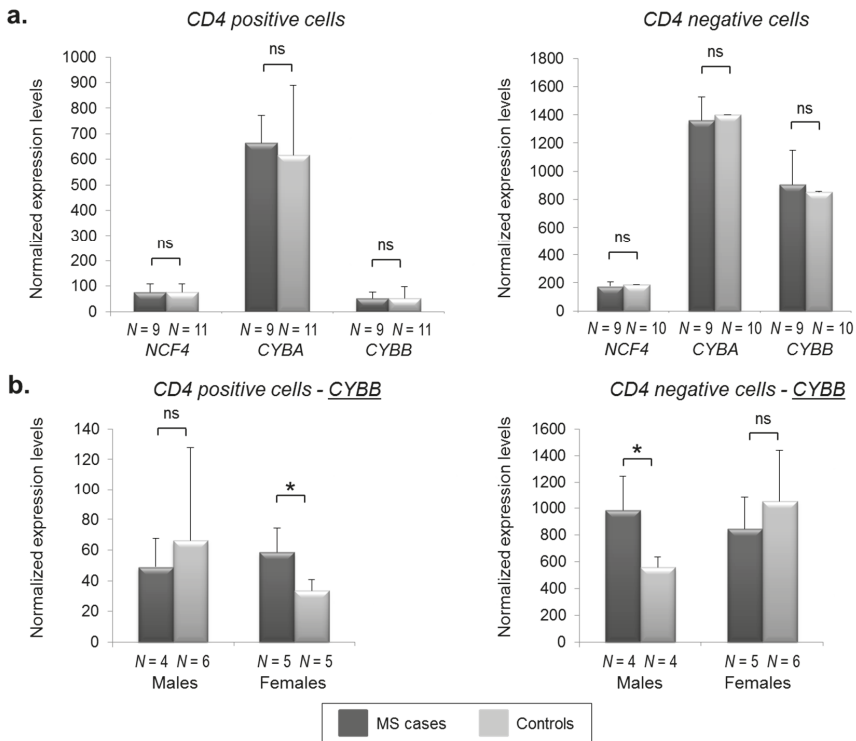 a.
CD4 positive cells
Normalized expression levels
1000
900
800
700
600
500
400
300
200
100
0
ns
ns
ns
N = 9 N = 11
N = 9 N = 11
N = 9 N = 11
NCF4
CYBA
CYBB
CD4 negative cells
Normalized expression levels
1800
1600
1400
1200
1000
800
600
400
200
0
ns
ns
ns
N = 9 N = 10
N = 9 N = 10
N = 9 N = 10
NCF4
CYBA
CYBB
b.
CD4 positive cells - CYBB
Normalized expression levels
140
120
100
80
60
40
20
0
ns
*
N = 4 N = 6
N = 5 N = 5
Males
Females
CD4 negative cells - CYBB
Normalized expression levels
1600
1400
1200
1000
800
600
400
200
0
*
ns
N = 4 N = 4
N = 5 N = 6
Males
Females
MS cases
Controls